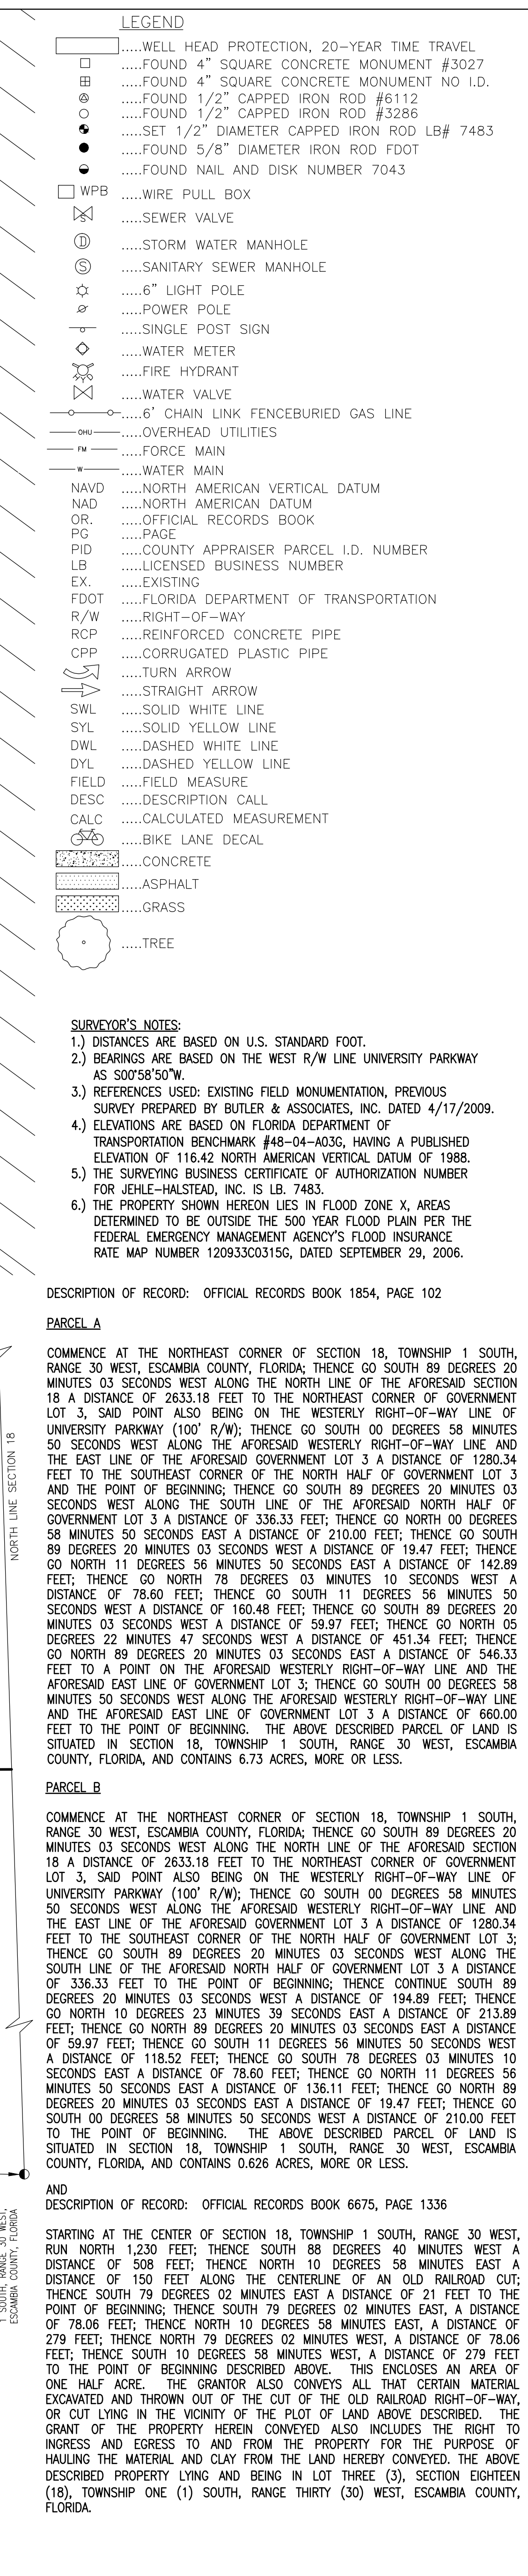 LEGEND
.....WELL HEAD PROTECTION, 20-YEAR TIME TRAVEL
.....FOUND 4" SQUARE CONCRETE MONUMENT #3027
.....FOUND 4" SQUARE CONCRETE MONUMENT NO I.D.
.....FOUND 1/2" CAPPED IRON ROD #6112
.....FOUND 1/2" CAPPED IRON ROD #3286
.....SET 1/2" DIAMETER CAPPED IRON ROD LB# 7483
.....FOUND 5/8" DIAMETER IRON ROD FDOT
.....FOUND NAIL AND DISK NUMBER 7043
WPB .....WIRE PULL BOX
S .....SEWER VALVE
D .....STORM WATER MANHOLE
S .....SANITARY SEWER MANHOLE
.....6" LIGHT POLE
.....POWER POLE
.....SINGLE POST SIGN
.....WATER METER
.....FIRE HYDRANT
.....WATER VALVE
.....6' CHAIN LINK FENCEBURIED GAS LINE
OHU .....OVERHEAD UTILITIES
FM .....FORCE MAIN
W .....WATER MAIN
NAVD .....NORTH AMERICAN VERTICAL DATUM
NAD .....NORTH AMERICAN DATUM
OR. .....OFFICIAL RECORDS BOOK
PG .....PAGE
PID .....COUNTY APPRAISER PARCEL I.D. NUMBER
LB .....LICENSED BUSINESS NUMBER
EX. .....EXISTING
FDOT .....FLORIDA DEPARTMENT OF TRANSPORTATION
R/W .....RIGHT-OF-WAY
RCP .....REINFORCED CONCRETE PIPE
CPP .....CORRUGATED PLASTIC PIPE
.....TURN ARROW
.....STRAIGHT ARROW
SWL .....SOLID WHITE LINE
SYL .....SOLID YELLOW LINE
DWL .....DASHED WHITE LINE
DYL .....DASHED YELLOW LINE
FIELD .....FIELD MEASURE
DESC .....DESCRIPTION CALL
CALC .....CALCULATED MEASUREMENT
.....BIKE LANE DECAL
.....CONCRETE
.....ASPHALT
.....GRASS
.....TREE
SURVEYOR'S NOTES:
1.) DISTANCES ARE BASED ON U.S. STANDARD FOOT.
2.) BEARINGS ARE BASED ON THE WEST R/W LINE UNIVERSITY PARKWAY
AS S00°58'50"W.
3.) REFERENCES USED: EXISTING FIELD MONUMENTATION, PREVIOUS
SURVEY PREPARED BY BUTLER & ASSOCIATES, INC. DATED 4/17/2009.
4.) ELEVATIONS ARE BASED ON FLORIDA DEPARTMENT OF
TRANSPORTATION BENCHMARK #48-04-A03G, HAVING A PUBLISHED
ELEVATION OF 116.42 NORTH AMERICAN VERTICAL DATUM OF 1988.
5.) THE SURVEYING BUSINESS CERTIFICATE OF AUTHORIZATION NUMBER
FOR JEHLE-HALSTEAD, INC. IS LB. 7483.
6.) THE PROPERTY SHOWN HEREON LIES IN FLOOD ZONE X, AREAS
DETERMINED TO BE OUTSIDE THE 500 YEAR FLOOD PLAIN PER THE
FEDERAL EMERGENCY MANAGEMENT AGENCY'S FLOOD INSURANCE
RATE MAP NUMBER 120933C0315G, DATED SEPTEMBER 29, 2006.
DESCRIPTION OF RECORD: OFFICIAL RECORDS BOOK 1854, PAGE 102
PARCEL A
COMMENCE AT THE NORTHEAST CORNER OF SECTION 18, TOWNSHIP 1 SOUTH,
RANGE 30 WEST, ESCAMBIA COUNTY, FLORIDA; THENCE GO SOUTH 89 DEGREES 20
MINUTES 03 SECONDS WEST ALONG THE NORTH LINE OF THE AFORESAID SECTION
18 A DISTANCE OF 2633.18 FEET TO THE NORTHEAST CORNER OF GOVERNMENT
LOT 3, SAID POINT ALSO BEING ON THE WESTERLY RIGHT-OF-WAY LINE OF
UNIVERSITY PARKWAY (100' R/W); THENCE GO SOUTH 00 DEGREES 58 MINUTES
50 SECONDS WEST ALONG THE AFORESAID WESTERLY RIGHT-OF-WAY LINE AND
THE EAST LINE OF THE AFORESAID GOVERNMENT LOT 3 A DISTANCE OF 1280.34
FEET TO THE SOUTHEAST CORNER OF THE NORTH HALF OF GOVERNMENT LOT 3
AND THE POINT OF BEGINNING; THENCE GO SOUTH 89 DEGREES 20 MINUTES 03
SECONDS WEST ALONG THE SOUTH LINE OF THE AFORESAID NORTH HALF OF
GOVERNMENT LOT 3 A DISTANCE OF 336.33 FEET; THENCE GO NORTH 00 DEGREES
58 MINUTES 50 SECONDS EAST A DISTANCE OF 210.00 FEET; THENCE GO SOUTH
89 DEGREES 20 MINUTES 03 SECONDS WEST A DISTANCE OF 19.47 FEET; THENCE
GO NORTH 11 DEGREES 56 MINUTES 50 SECONDS EAST A DISTANCE OF 142.89
FEET; THENCE GO NORTH 78 DEGREES 03 MINUTES 10 SECONDS WEST A
DISTANCE OF 78.60 FEET; THENCE GO SOUTH 11 DEGREES 56 MINUTES 50
SECONDS WEST A DISTANCE OF 160.48 FEET; THENCE GO SOUTH 89 DEGREES 20
MINUTES 03 SECONDS WEST A DISTANCE OF 59.97 FEET; THENCE GO NORTH 05
DEGREES 22 MINUTES 47 SECONDS WEST A DISTANCE OF 451.34 FEET; THENCE
GO NORTH 89 DEGREES 20 MINUTES 03 SECONDS EAST A DISTANCE OF 546.33
FEET TO A POINT ON THE AFORESAID WESTERLY RIGHT-OF-WAY LINE AND THE
AFORESAID EAST LINE OF GOVERNMENT LOT 3; THENCE GO SOUTH 00 DEGREES 58
MINUTES 50 SECONDS WEST ALONG THE AFORESAID WESTERLY RIGHT-OF-WAY LINE
AND THE AFORESAID EAST LINE OF GOVERNMENT LOT 3 A DISTANCE OF 660.00
FEET TO THE POINT OF BEGINNING. THE ABOVE DESCRIBED PARCEL OF LAND IS
SITUATED IN SECTION 18, TOWNSHIP 1 SOUTH, RANGE 30 WEST, ESCAMBIA
COUNTY, FLORIDA, AND CONTAINS 6.73 ACRES, MORE OR LESS.
PARCEL B
COMMENCE AT THE NORTHEAST CORNER OF SECTION 18, TOWNSHIP 1 SOUTH,
RANGE 30 WEST, ESCAMBIA COUNTY, FLORIDA; THENCE GO SOUTH 89 DEGREES 20
MINUTES 03 SECONDS WEST ALONG THE NORTH LINE OF THE AFORESAID SECTION
18 A DISTANCE OF 2633.18 FEET TO THE NORTHEAST CORNER OF GOVERNMENT
LOT 3, SAID POINT ALSO BEING ON THE WESTERLY RIGHT-OF-WAY LINE OF
UNIVERSITY PARKWAY (100' R/W); THENCE GO SOUTH 00 DEGREES 58 MINUTES
50 SECONDS WEST ALONG THE AFORESAID WESTERLY RIGHT-OF-WAY LINE AND
THE EAST LINE OF THE AFORESAID GOVERNMENT LOT 3 A DISTANCE OF 1280.34
FEET TO THE SOUTHEAST CORNER OF THE NORTH HALF OF GOVERNMENT LOT 3;
THENCE GO SOUTH 89 DEGREES 20 MINUTES 03 SECONDS WEST ALONG THE
SOUTH LINE OF THE AFORESAID NORTH HALF OF GOVERNMENT LOT 3 A DISTANCE
OF 336.33 FEET TO THE POINT OF BEGINNING; THENCE CONTINUE SOUTH 89
DEGREES 20 MINUTES 03 SECONDS WEST A DISTANCE OF 194.89 FEET; THENCE
GO NORTH 10 DEGREES 23 MINUTES 39 SECONDS EAST A DISTANCE OF 213.89
FEET; THENCE GO NORTH 89 DEGREES 20 MINUTES 03 SECONDS EAST A DISTANCE
OF 59.97 FEET; THENCE GO SOUTH 11 DEGREES 56 MINUTES 50 SECONDS WEST
A DISTANCE OF 118.52 FEET; THENCE GO SOUTH 78 DEGREES 03 MINUTES 10
SECONDS EAST A DISTANCE OF 78.60 FEET; THENCE GO NORTH 11 DEGREES 56
MINUTES 50 SECONDS EAST A DISTANCE OF 136.11 FEET; THENCE GO NORTH 89
DEGREES 20 MINUTES 03 SECONDS EAST A DISTANCE OF 19.47 FEET; THENCE GO
SOUTH 00 DEGREES 58 MINUTES 50 SECONDS WEST A DISTANCE OF 210.00 FEET
TO THE POINT OF BEGINNING. THE ABOVE DESCRIBED PARCEL OF LAND IS
SITUATED IN SECTION 18, TOWNSHIP 1 SOUTH, RANGE 30 WEST, ESCAMBIA
COUNTY, FLORIDA, AND CONTAINS 0.626 ACRES, MORE OR LESS.
AND
DESCRIPTION OF RECORD: OFFICIAL RECORDS BOOK 6675, PAGE 1336
STARTING AT THE CENTER OF SECTION 18, TOWNSHIP 1 SOUTH, RANGE 30 WEST,
RUN NORTH 1,230 FEET; THENCE SOUTH 88 DEGREES 40 MINUTES WEST A
DISTANCE OF 508 FEET; THENCE NORTH 10 DEGREES 58 MINUTES EAST A
DISTANCE OF 150 FEET ALONG THE CENTERLINE OF AN OLD RAILROAD CUT;
THENCE SOUTH 79 DEGREES 02 MINUTES EAST A DISTANCE OF 21 FEET TO THE
POINT OF BEGINNING; THENCE SOUTH 79 DEGREES 02 MINUTES EAST, A DISTANCE
OF 78.06 FEET; THENCE NORTH 10 DEGREES 58 MINUTES EAST, A DISTANCE OF
279 FEET; THENCE NORTH 79 DEGREES 02 MINUTES WEST, A DISTANCE OF 78.06
FEET; THENCE SOUTH 10 DEGREES 58 MINUTES WEST, A DISTANCE OF 279 FEET
TO THE POINT OF BEGINNING DESCRIBED ABOVE. THIS ENCLOSES AN AREA OF
ONE HALF ACRE. THE GRANTOR ALSO CONVEYS ALL THAT CERTAIN MATERIAL
EXCAVATED AND THROWN OUT OF THE CUT OF THE OLD RAILROAD RIGHT-OF-WAY,
OR CUT LYING IN THE VICINITY OF THE PLOT OF LAND ABOVE DESCRIBED. THE
GRANT OF THE PROPERTY HEREIN CONVEYED ALSO INCLUDES THE RIGHT TO
INGRESS AND EGRESS TO AND FROM THE PROPERTY FOR THE PURPOSE OF
HAULING THE MATERIAL AND CLAY FROM THE LAND HEREBY CONVEYED. THE ABOVE
DESCRIBED PROPERTY LYING AND BEING IN LOT THREE (3), SECTION EIGHTEEN
(18), TOWNSHIP ONE (1) SOUTH, RANGE THIRTY (30) WEST, ESCAMBIA COUNTY,
FLORIDA.
NORTH LINE SECTION 18
1 SOUTH, RANGE 30 WEST,
ESCAMBIA COUNTY, FLORIDA